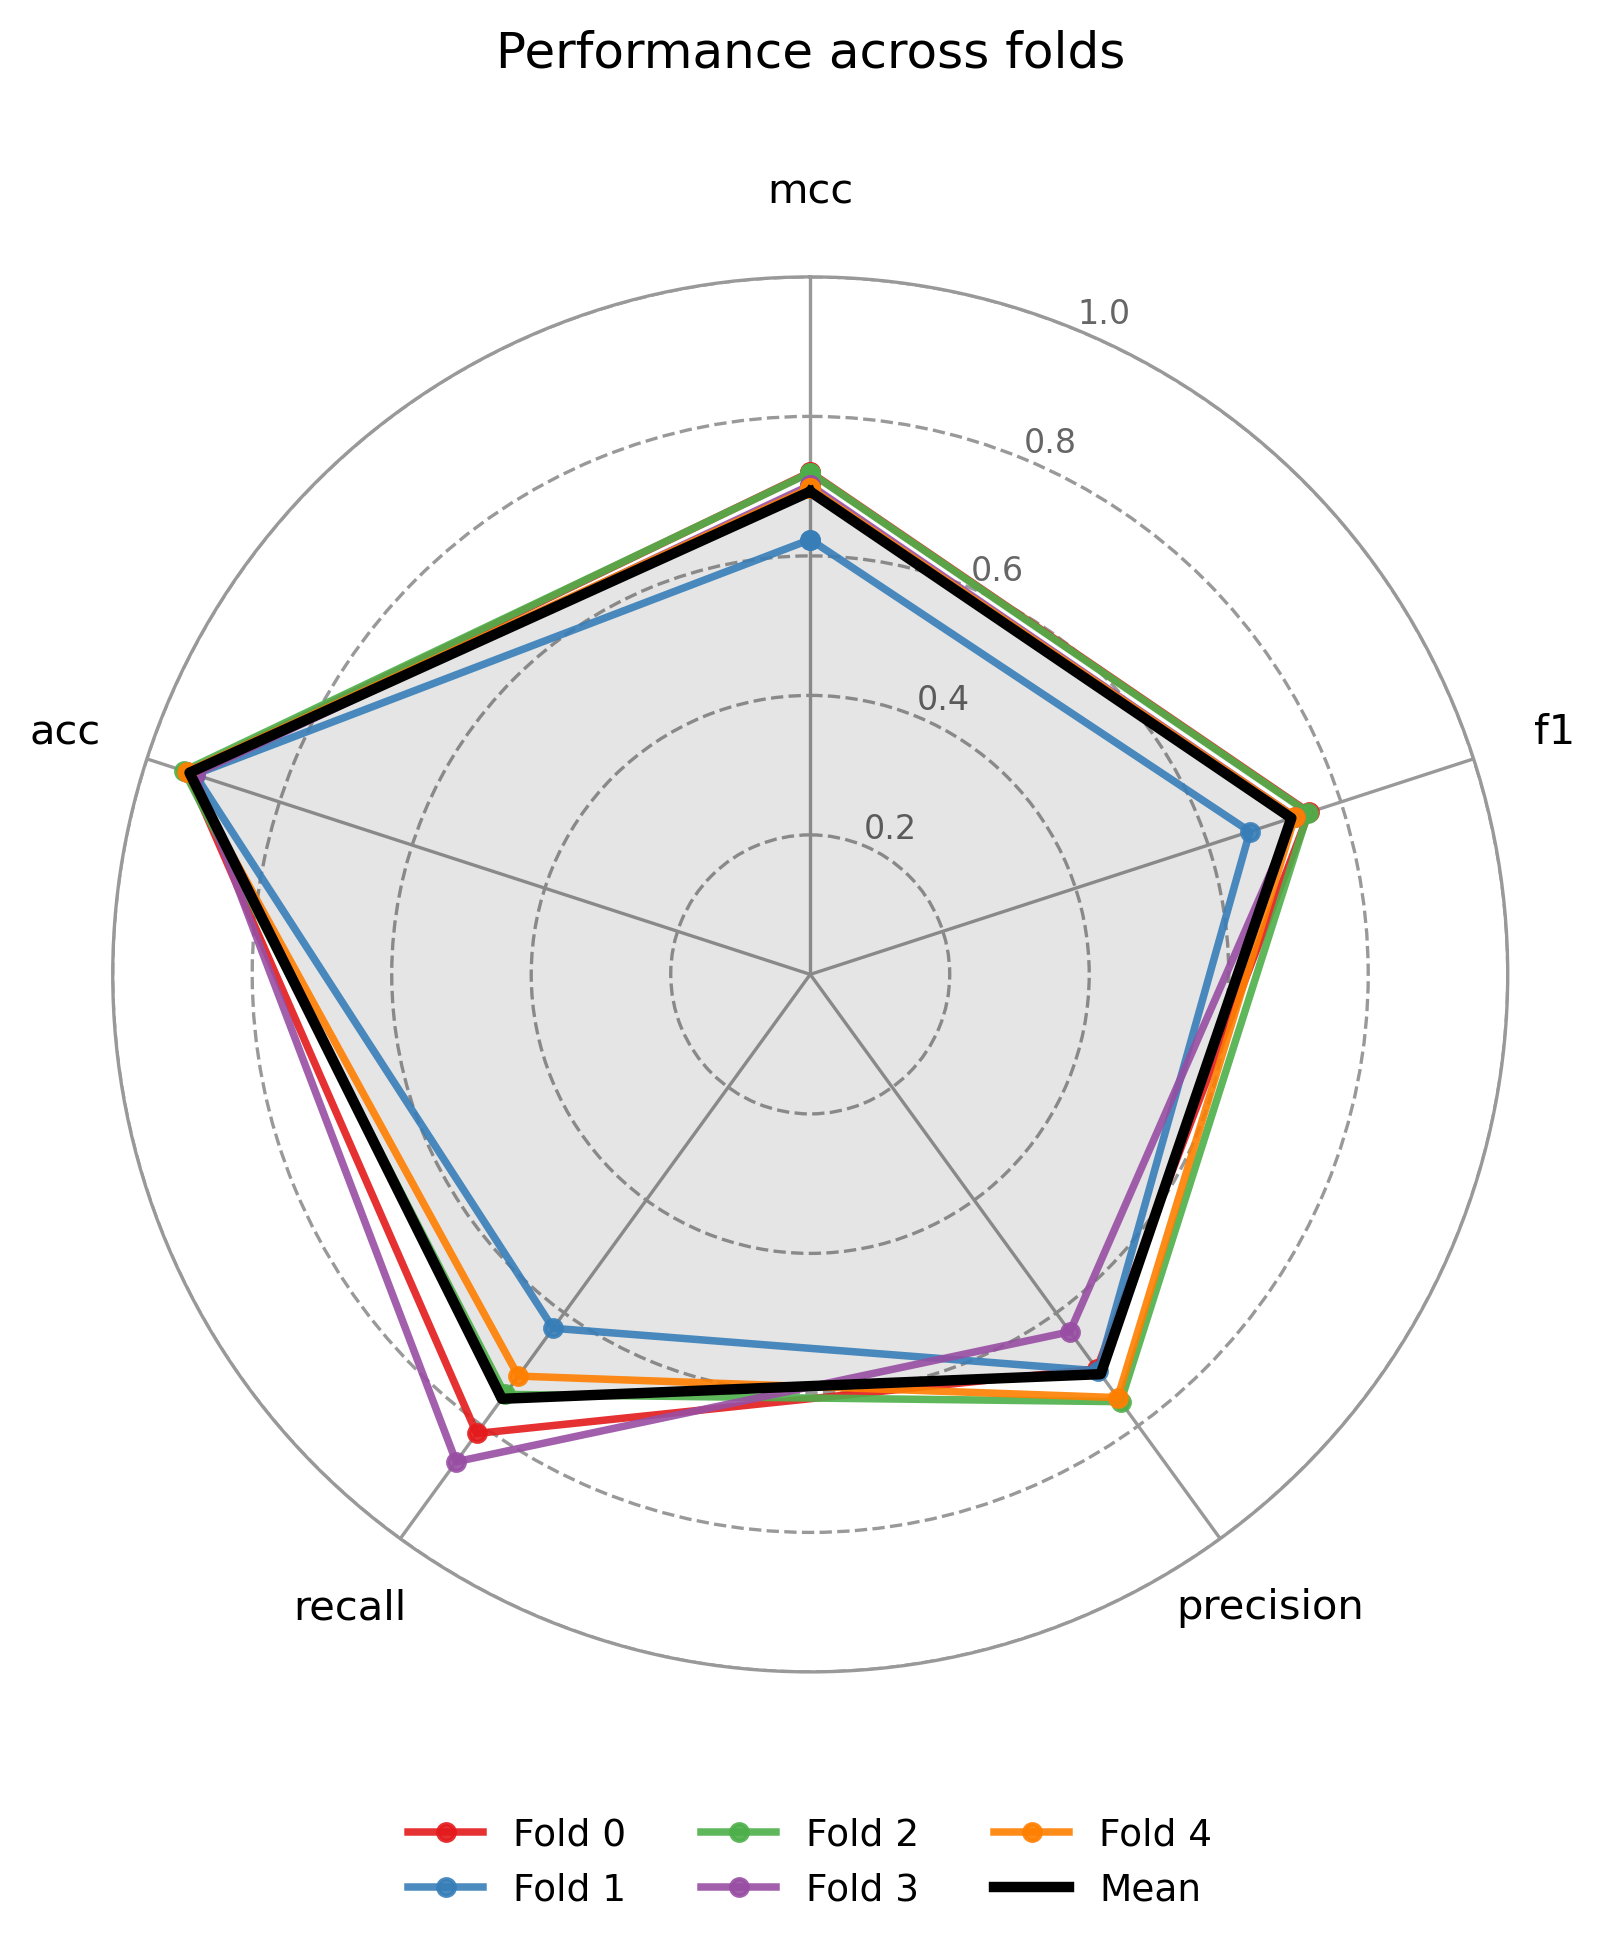 Performance across folds
mcc
1.0
0.8
0.6
acc
f1
0.4
0.2
recall
precision
Fold 0
Fold 2
Fold 4
Fold 1
Fold 3
Mean